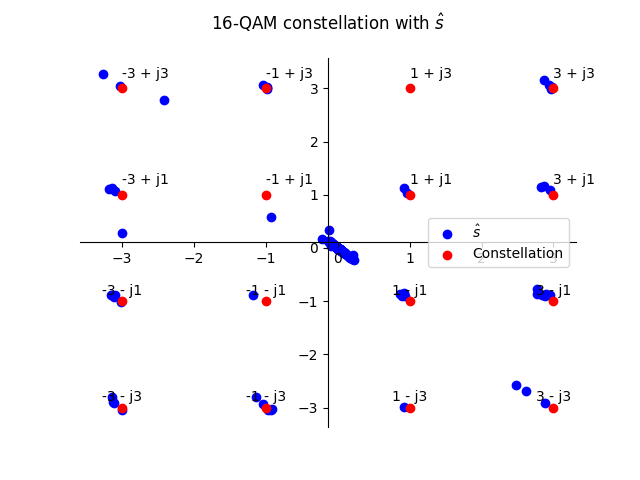 16-QAM constellation with ŝ
-3 + j3
-1 + j3
1 + j3
3 + j3
3
2
-3 + j1
-1 + j1
1 + j1
3 + j1
1
ŝ
Constellation
0
−3
−2
−1
0
1
-3 - j1
-1 - j1
1 - j1
−1
−2
-1 - j3
1 - j3
3 - j3
−3